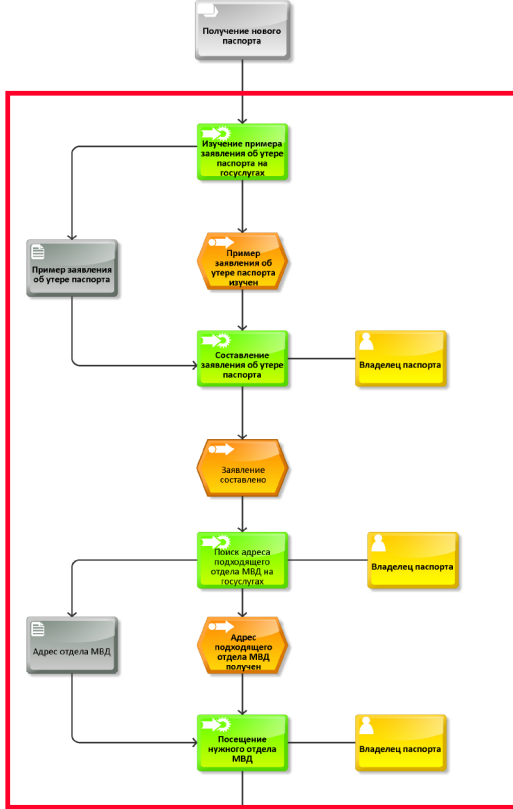 Получение нового
паспорта
Изучение примера
заявления об утере
паспорта на
госуслугах
Пример заявления
об утере паспорта
Пример
заявления об
утере паспорта
изучен
Составление
заявления об утере
паспорта
Владелец паспорта
Заявление
составлено
Поиск адреса
подходящего
отдела МВД на
госуслугах
Владелец паспорта
Адрес отдела МВД
Адрес
подходящего
отдела МВД
получен
Посещение
нужного отдела
МВД
Владелец паспорта